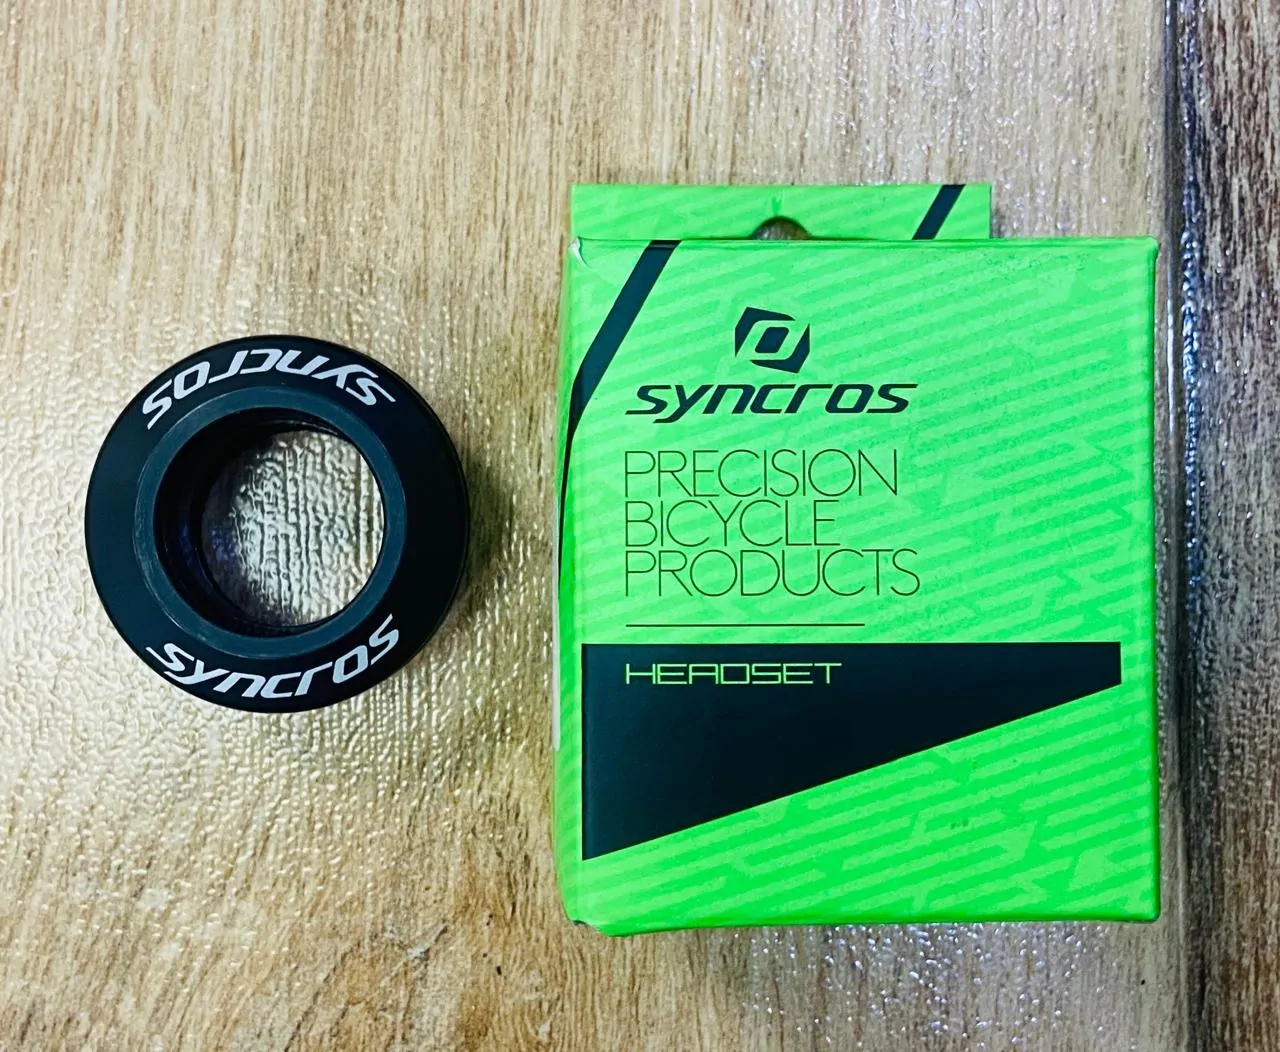 syncros
syncros
syncros
PRECISION
BICYCLE
PRODUCTS
HEADSET